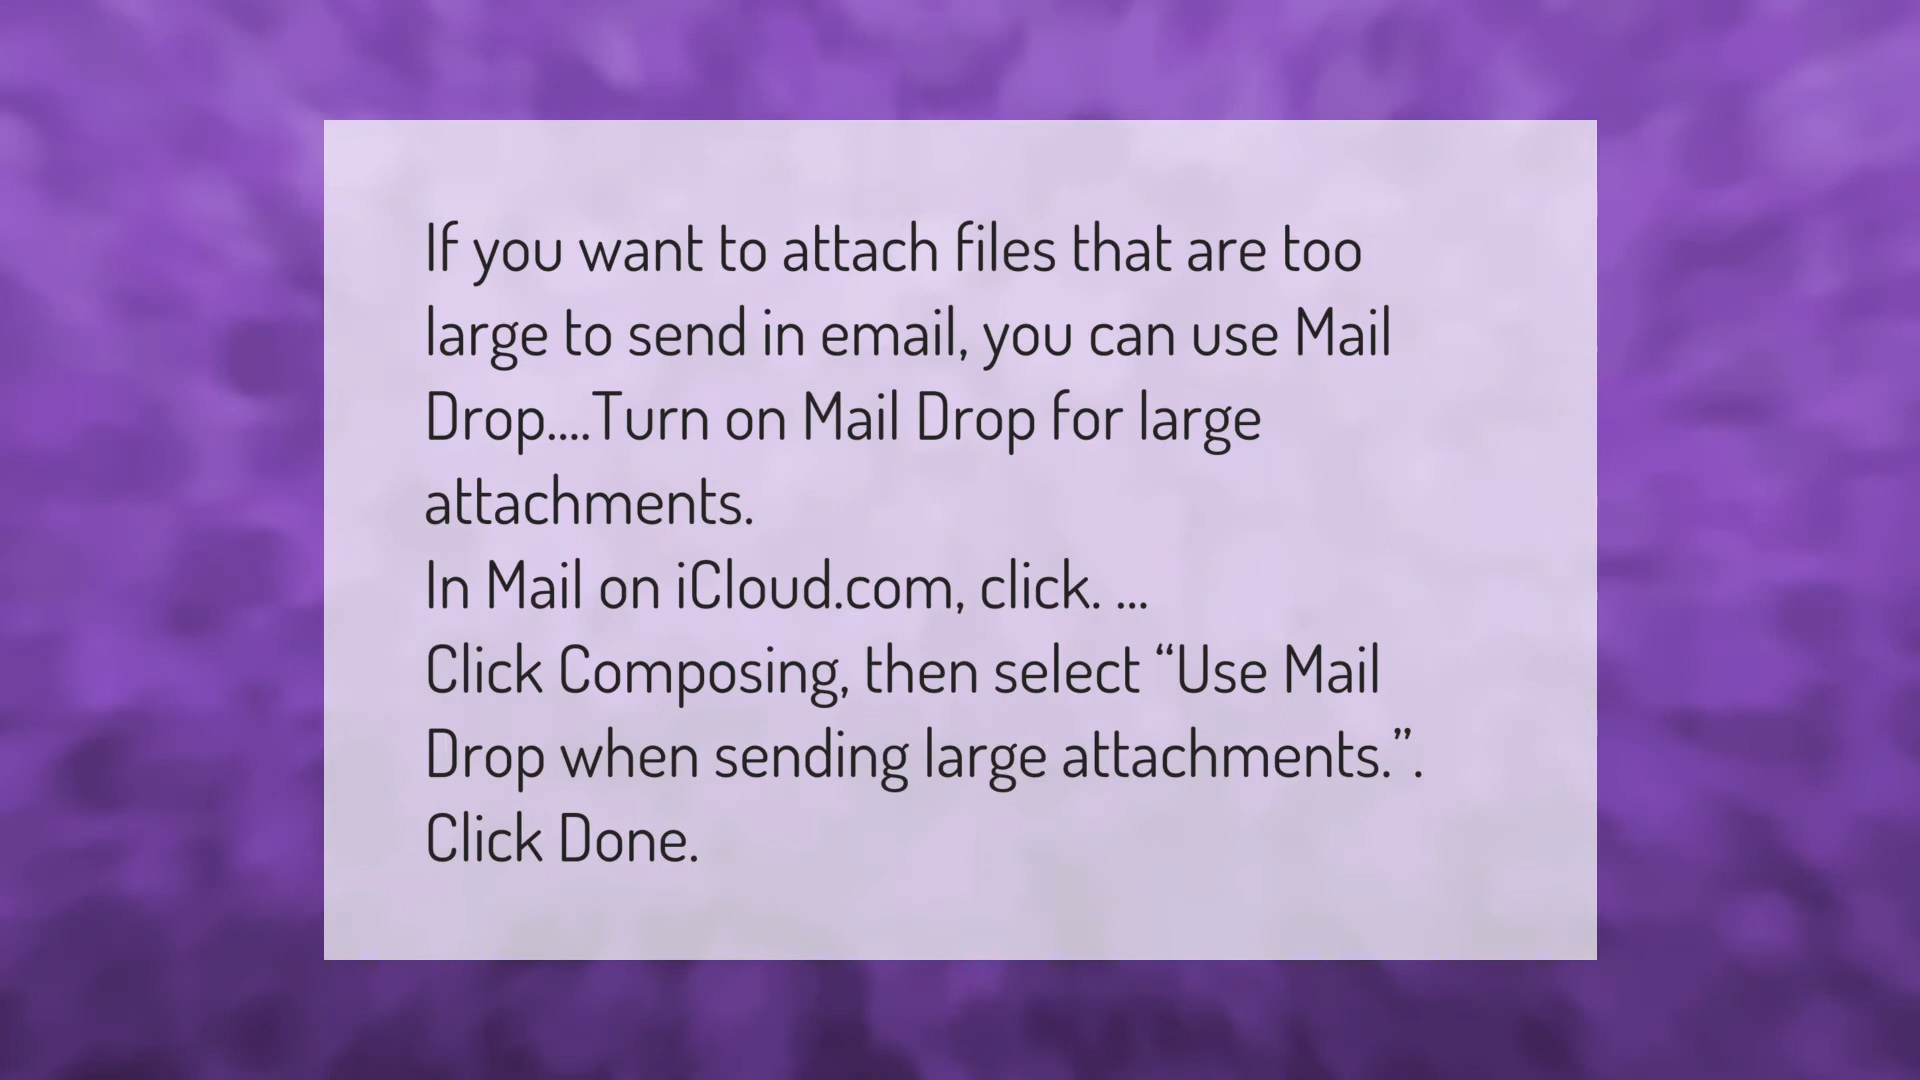 If you want to attach files that are too
large to send in email, you can use Mail
Drop....Turn on Mail Drop for large
attachments.
In Mail on iCloud.com, click. ...
Click Composing, then select “Use Mail
Drop when sending large attachments.”.
Click Done.